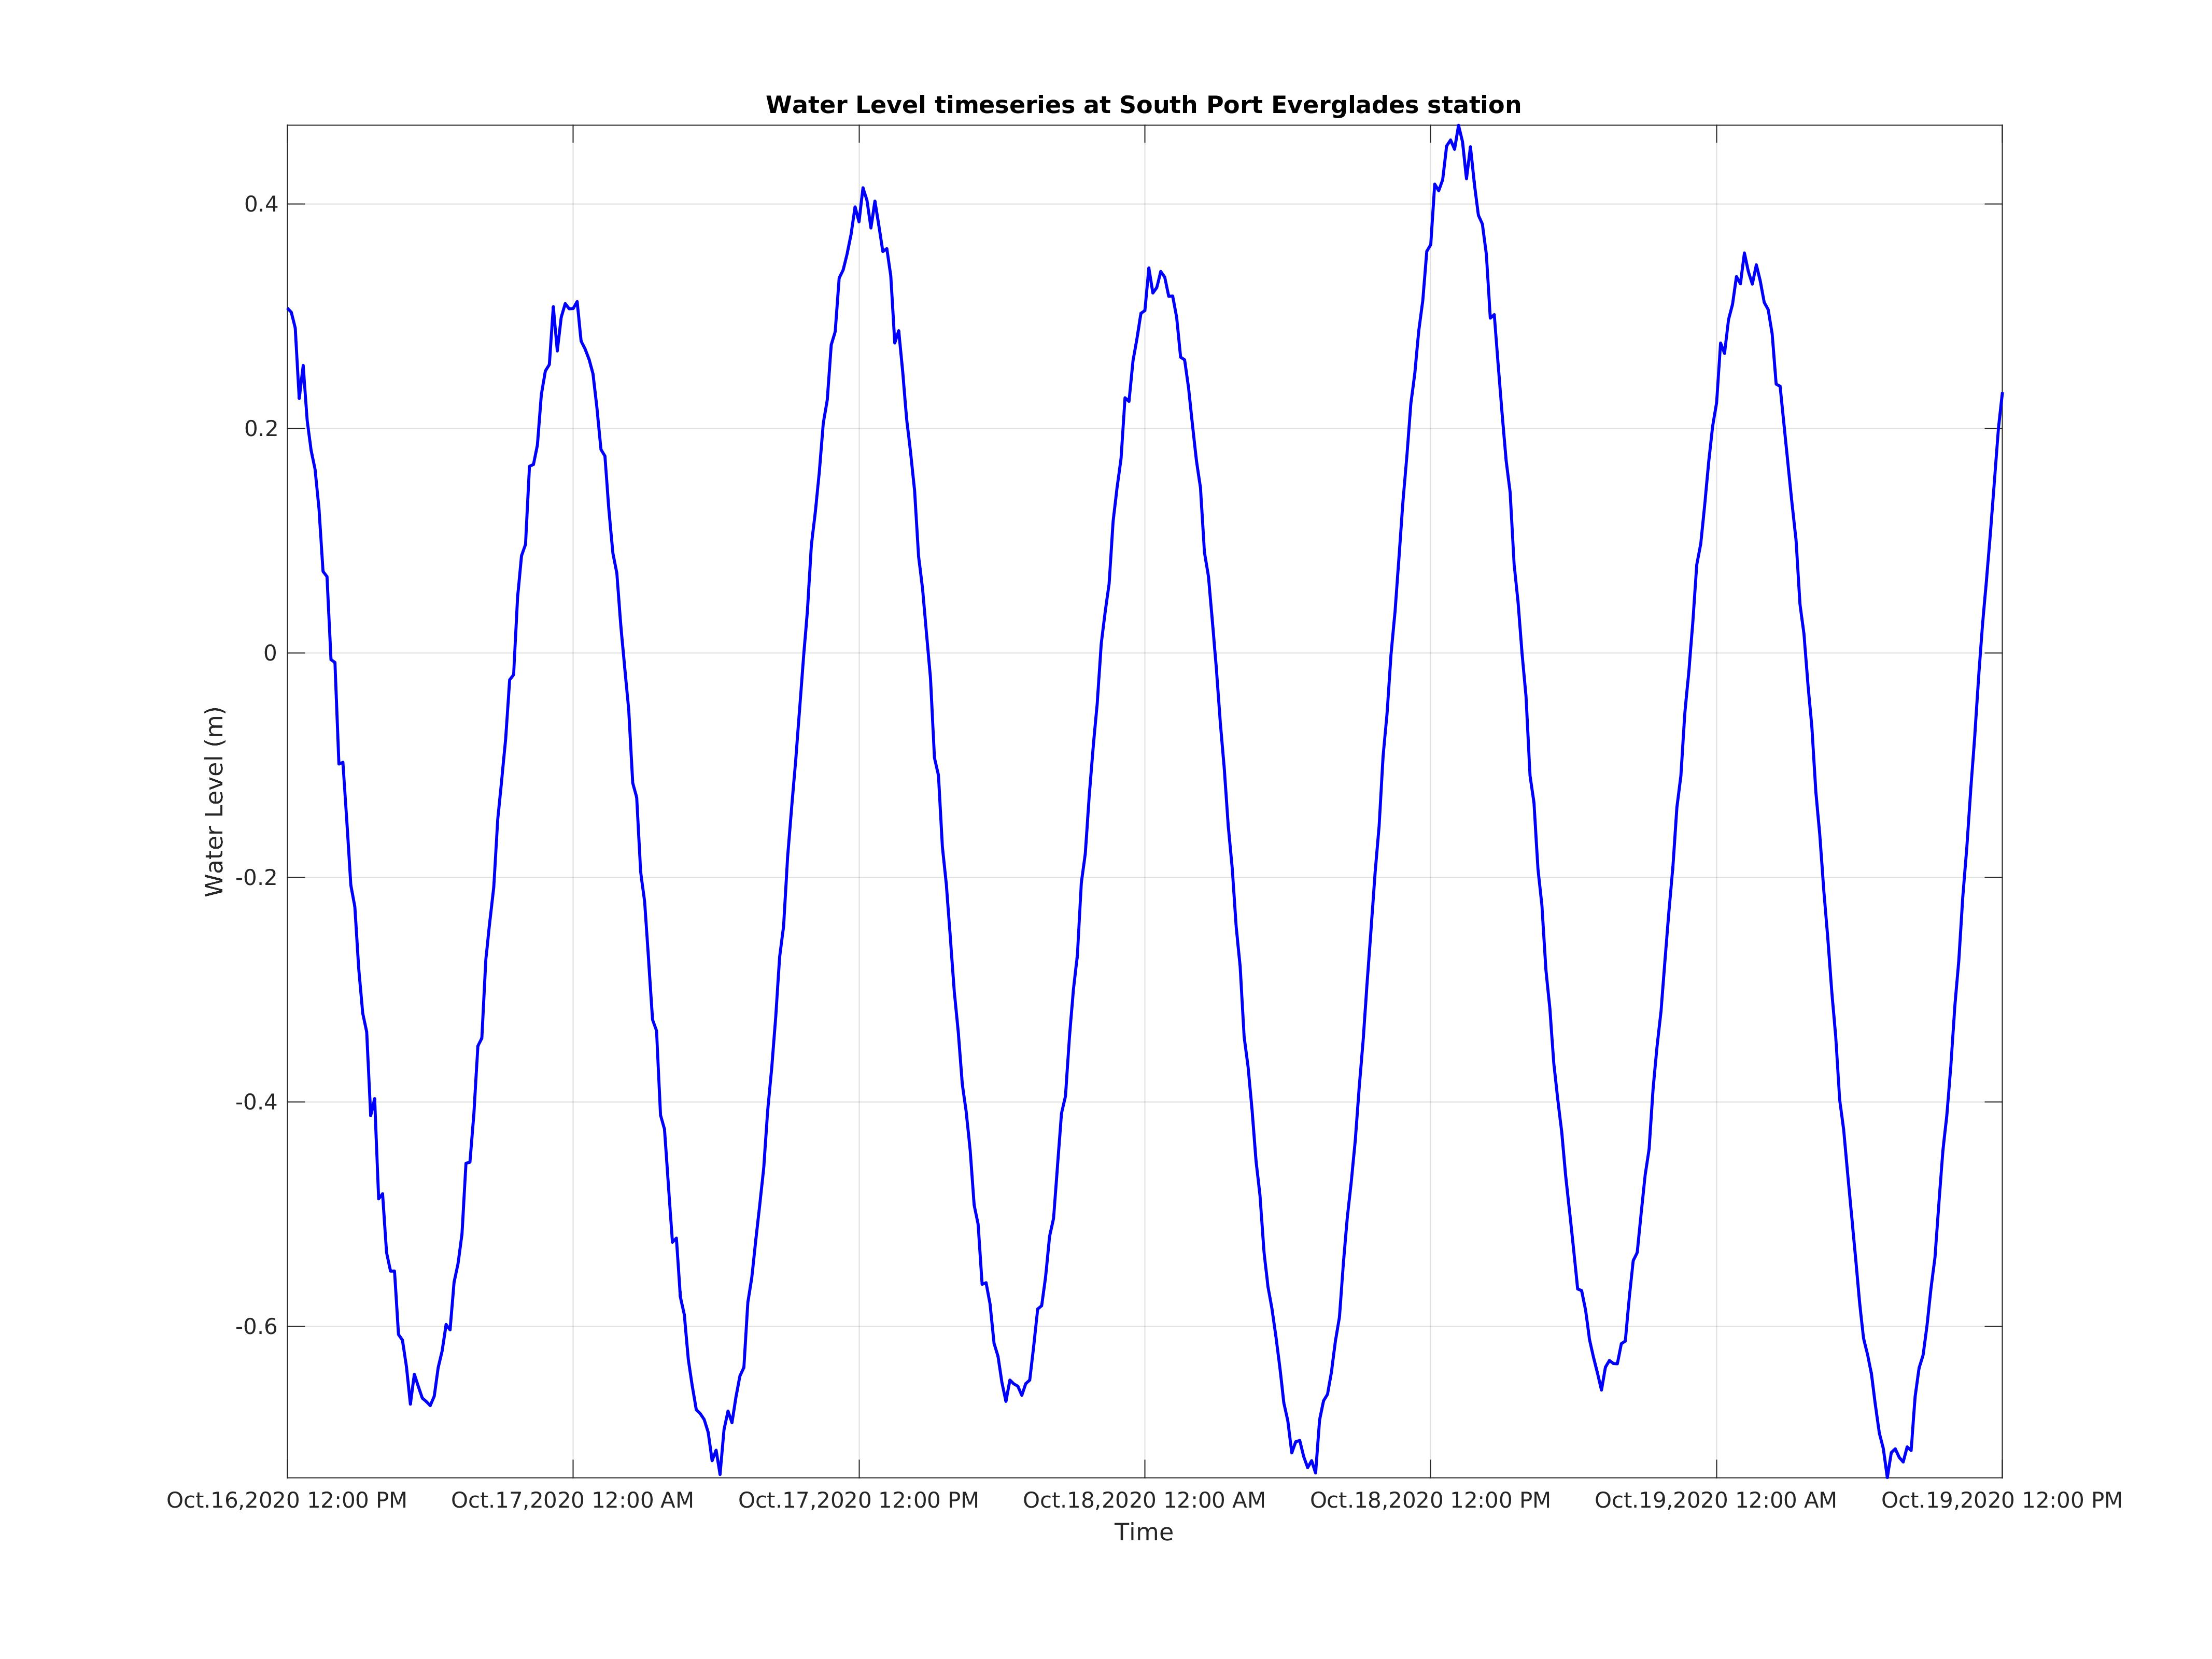 Water Level timeseries at South Port Everglades station
0.4
0.2
0
-0.2
-0.4
-0.6
Water Level (m)
Oct.16,2020 12:00 PM
Oct.17,2020 12:00 AM
Oct.17,2020 12:00 PM
Oct.18,2020 12:00 AM
Oct.18,2020 12:00 PM
Oct.19,2020 12:00 AM
Oct.19,2020 12:00 PM
Time